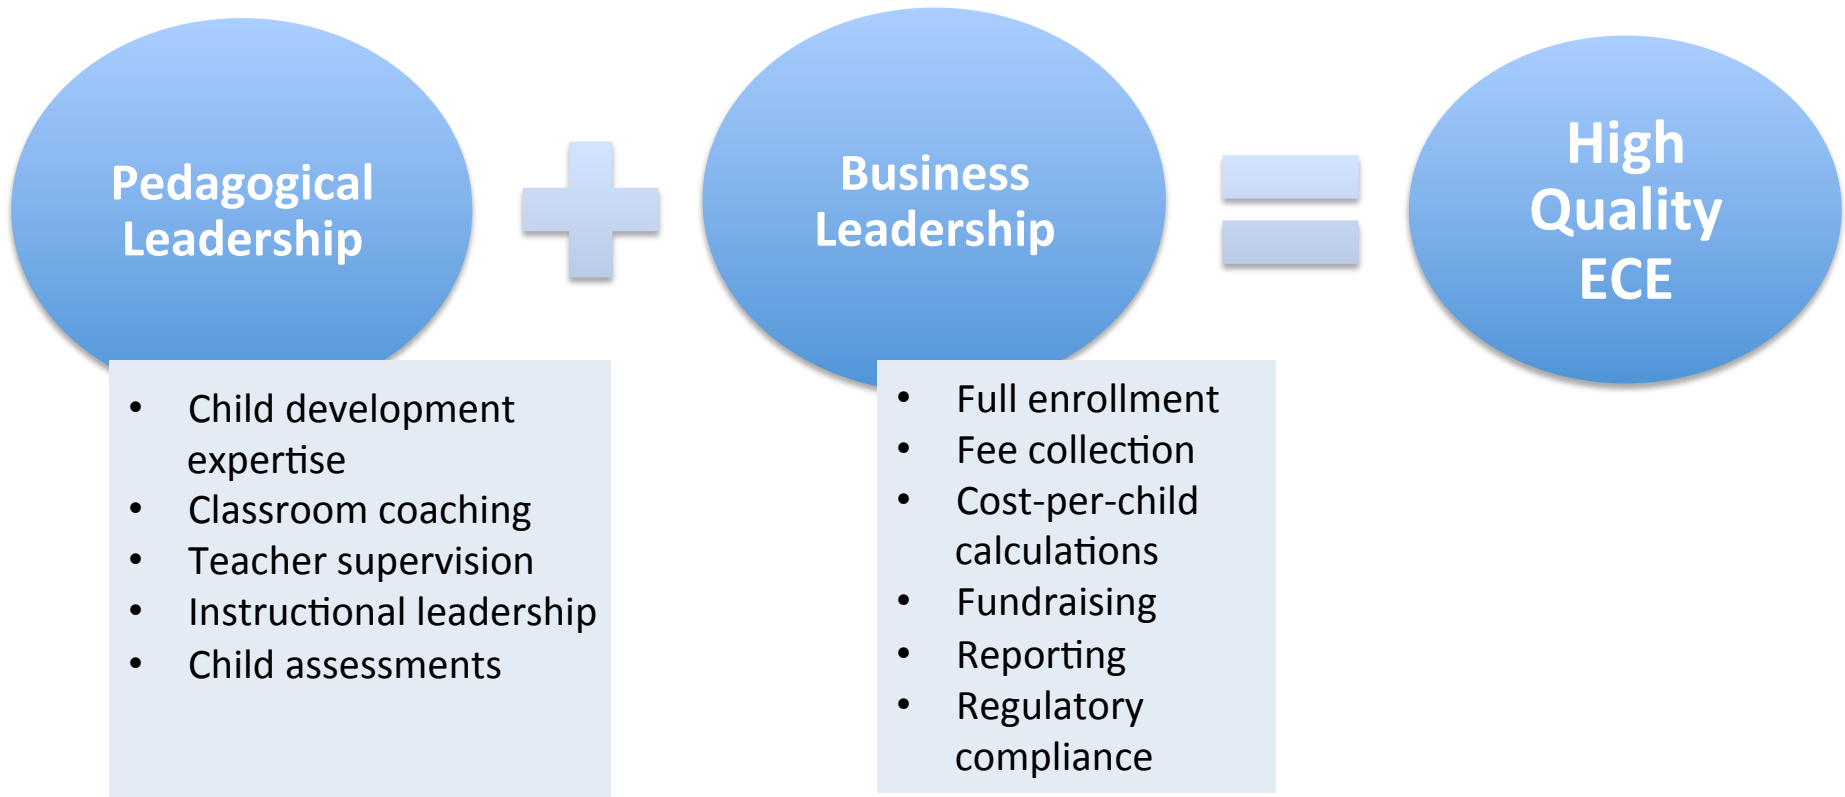 Pedagogical
Leadership
Business
Leadership
High
Quality
ECE
• Child development
expertise
• Classroom coaching
• Teacher supervision
• Instructional leadership
• Child assessments
• Full enrollment
• Fee collection
• Cost-per-child
calculations
• Fundraising
• Reporting
• Regulatory
compliance